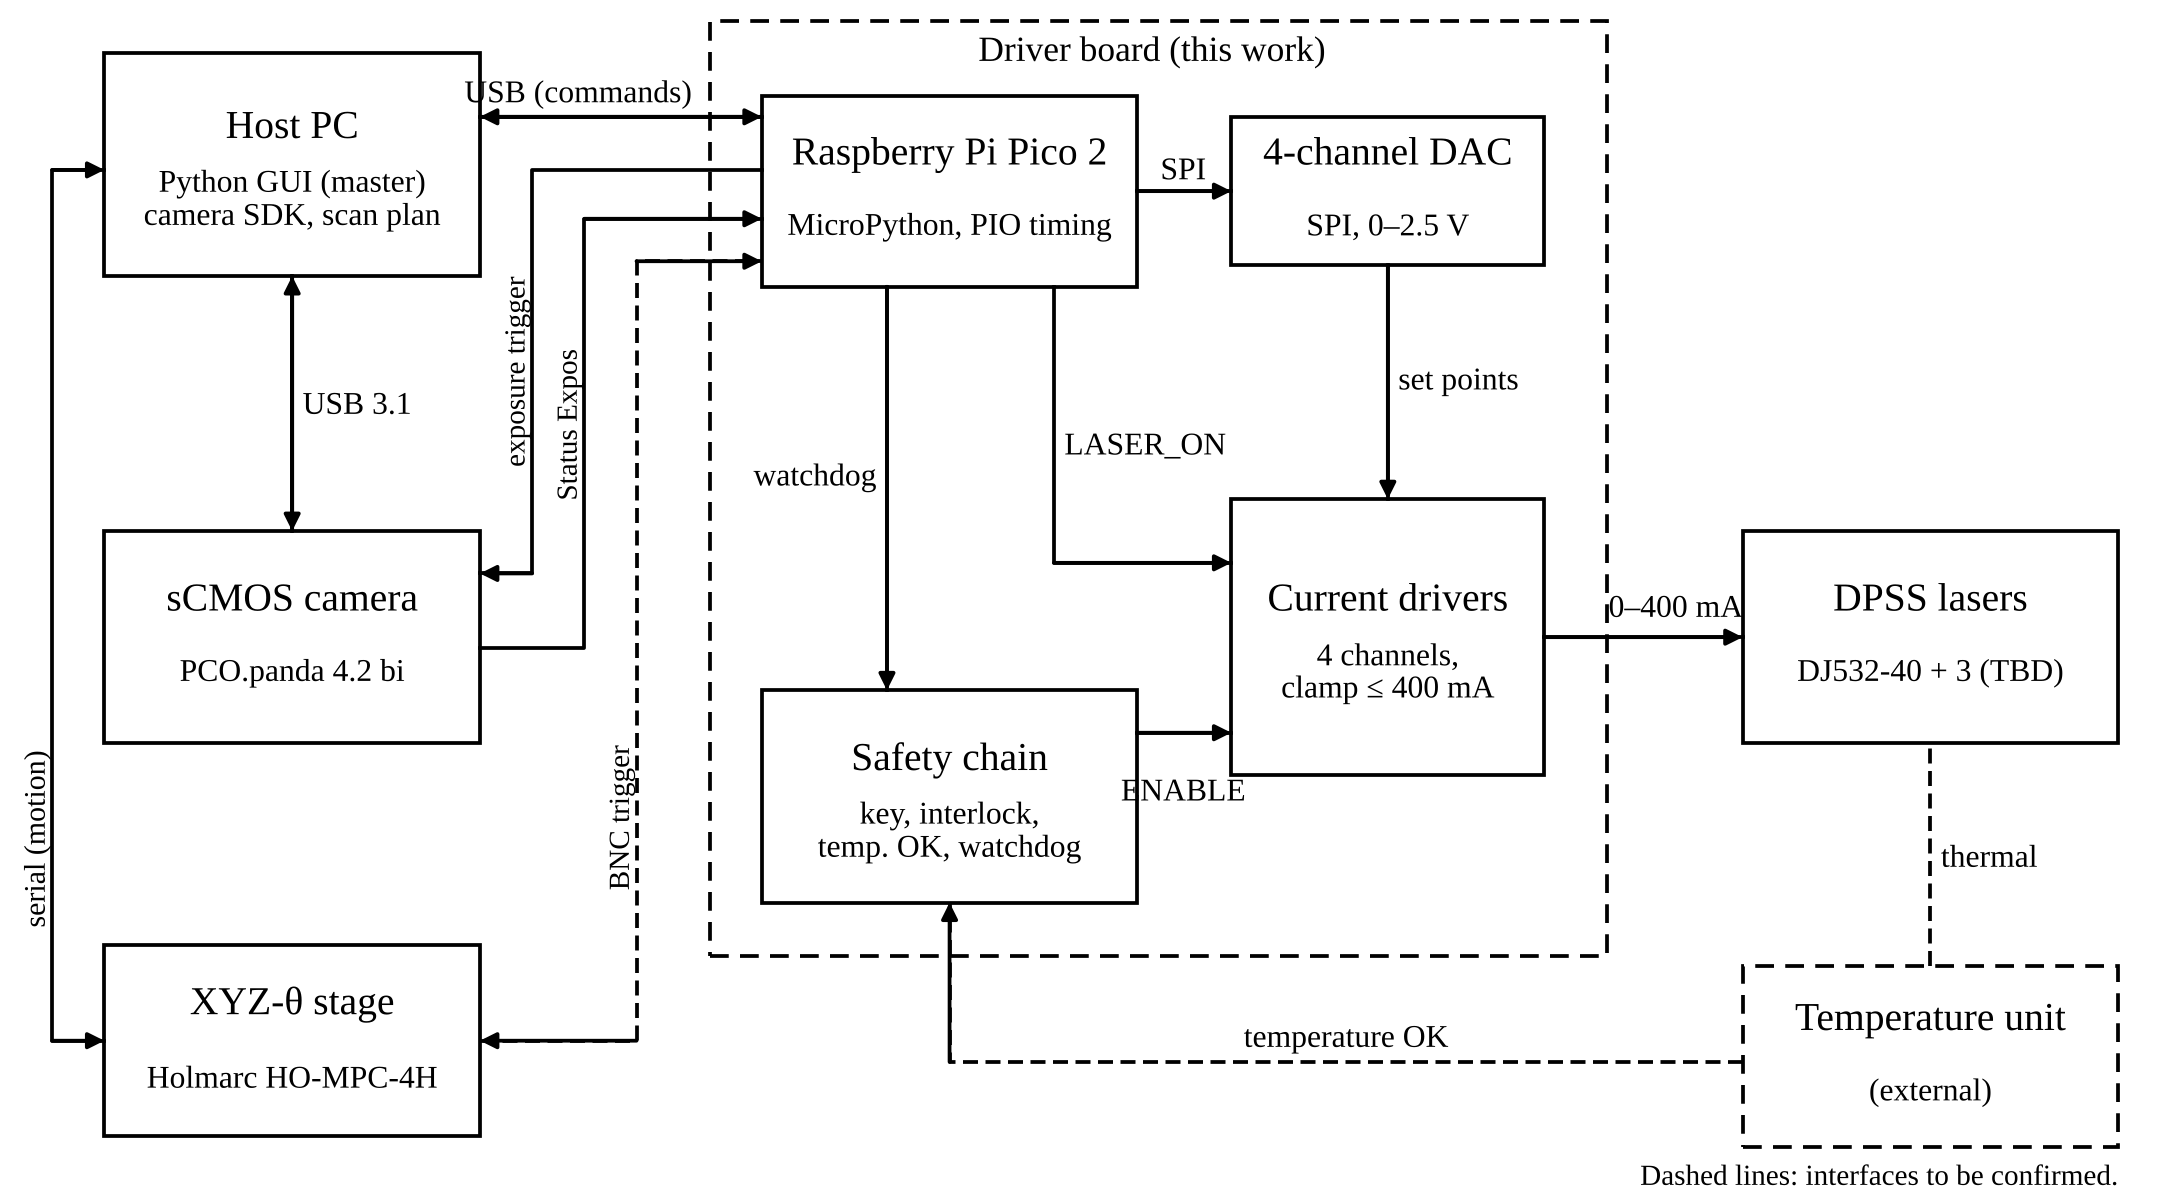 Driver board (this work)
USB (commands)
Host PC
Python GUI (master)
camera SDK, scan plan
Raspberry Pi Pico 2
MicroPython, PIO timing
SPI
4-channel DAC
SPI, 0–2.5 V
exposure trigger
Status Expos
USB 3.1
set points
LASER_ON
watchdog
sCMOS camera
PCO.panda 4.2 bi
Current drivers
4 channels,
clamp ≤ 400 mA
0–400 mA
DPSS lasers
DJ532-40 + 3 (TBD)
serial (motion)
BNC trigger
Safety chain
key, interlock,
temp. OK, watchdog
ENABLE
thermal
XYZ-θ stage
Holmarc HO-MPC-4H
temperature OK
Temperature unit
(external)
Dashed lines: interfaces to be confirmed.